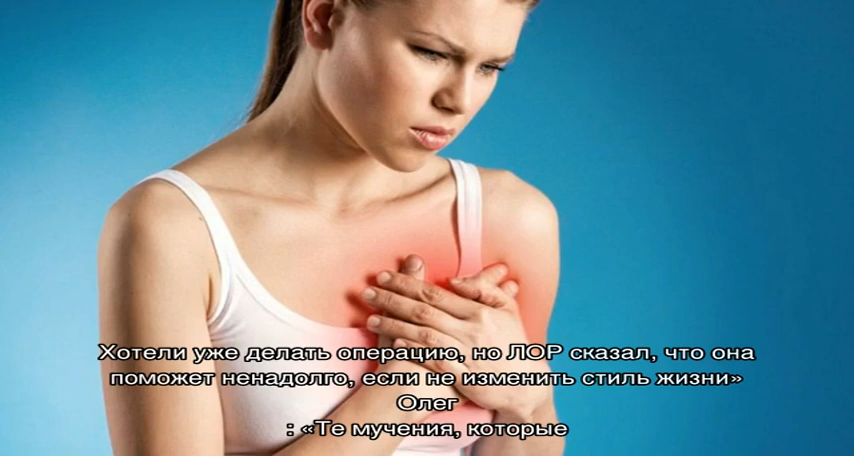 Хотели уже делать операцию, но ЛОР сказал, что она
поможет ненадолго, если не изменить стиль жизни»
Олег
: «Те мучения, которые